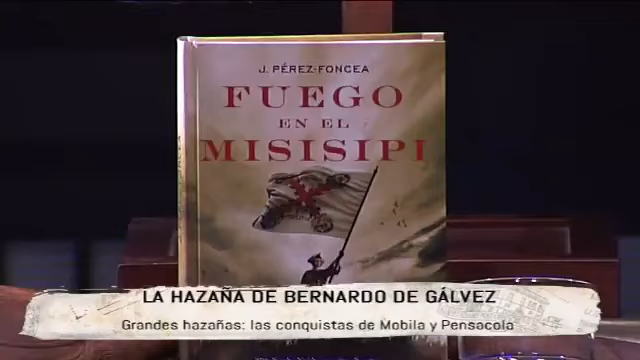 J. PÉREZ-FONCEA
FUEGO
EN EL
MISISIPI
LA HAZAÑA DE BERNARDO DE GÁLVEZ
Grandes hazañas: las conquistas de Mobila y Pensacola